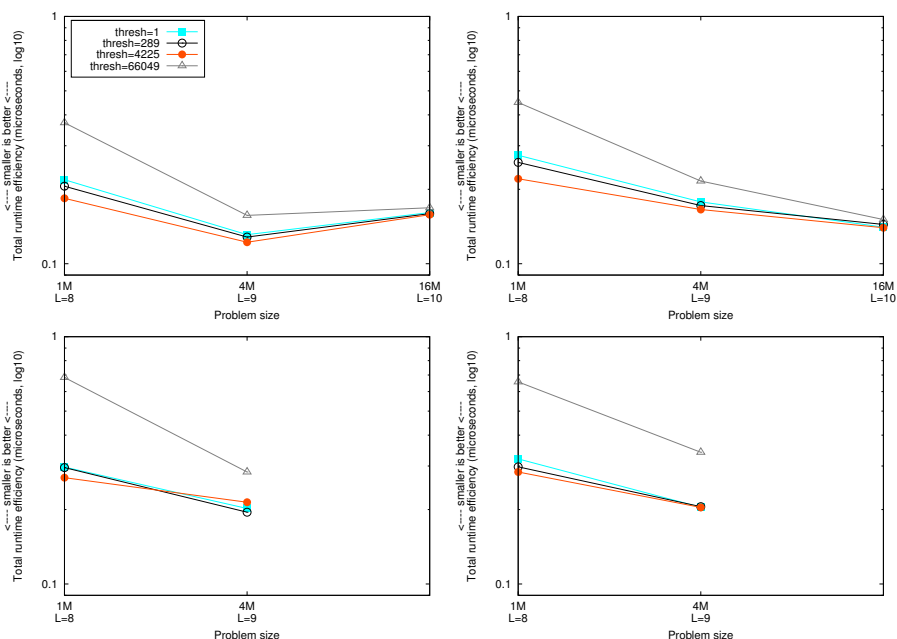 1
thresh=1
thresh=289
thresh=4225
thresh=66049
<---- smaller is better <----
Total runtime efficiency (microseconds, log10)
0.1
1M 4M 16M
L=8 L=9 L=10
Problem size
1
<---- smaller is better <----
Total runtime efficiency (microseconds, log10)
0.1
1M 4M 16M
L=8 L=9 L=10
Problem size
1
<---- smaller is better <----
Total runtime efficiency (microseconds, log10)
0.1
1M 4M
L=8 L=9
Problem size
1
<---- smaller is better <----
Total runtime efficiency (microseconds, log10)
0.1
1M 4M
L=8 L=9
Problem size